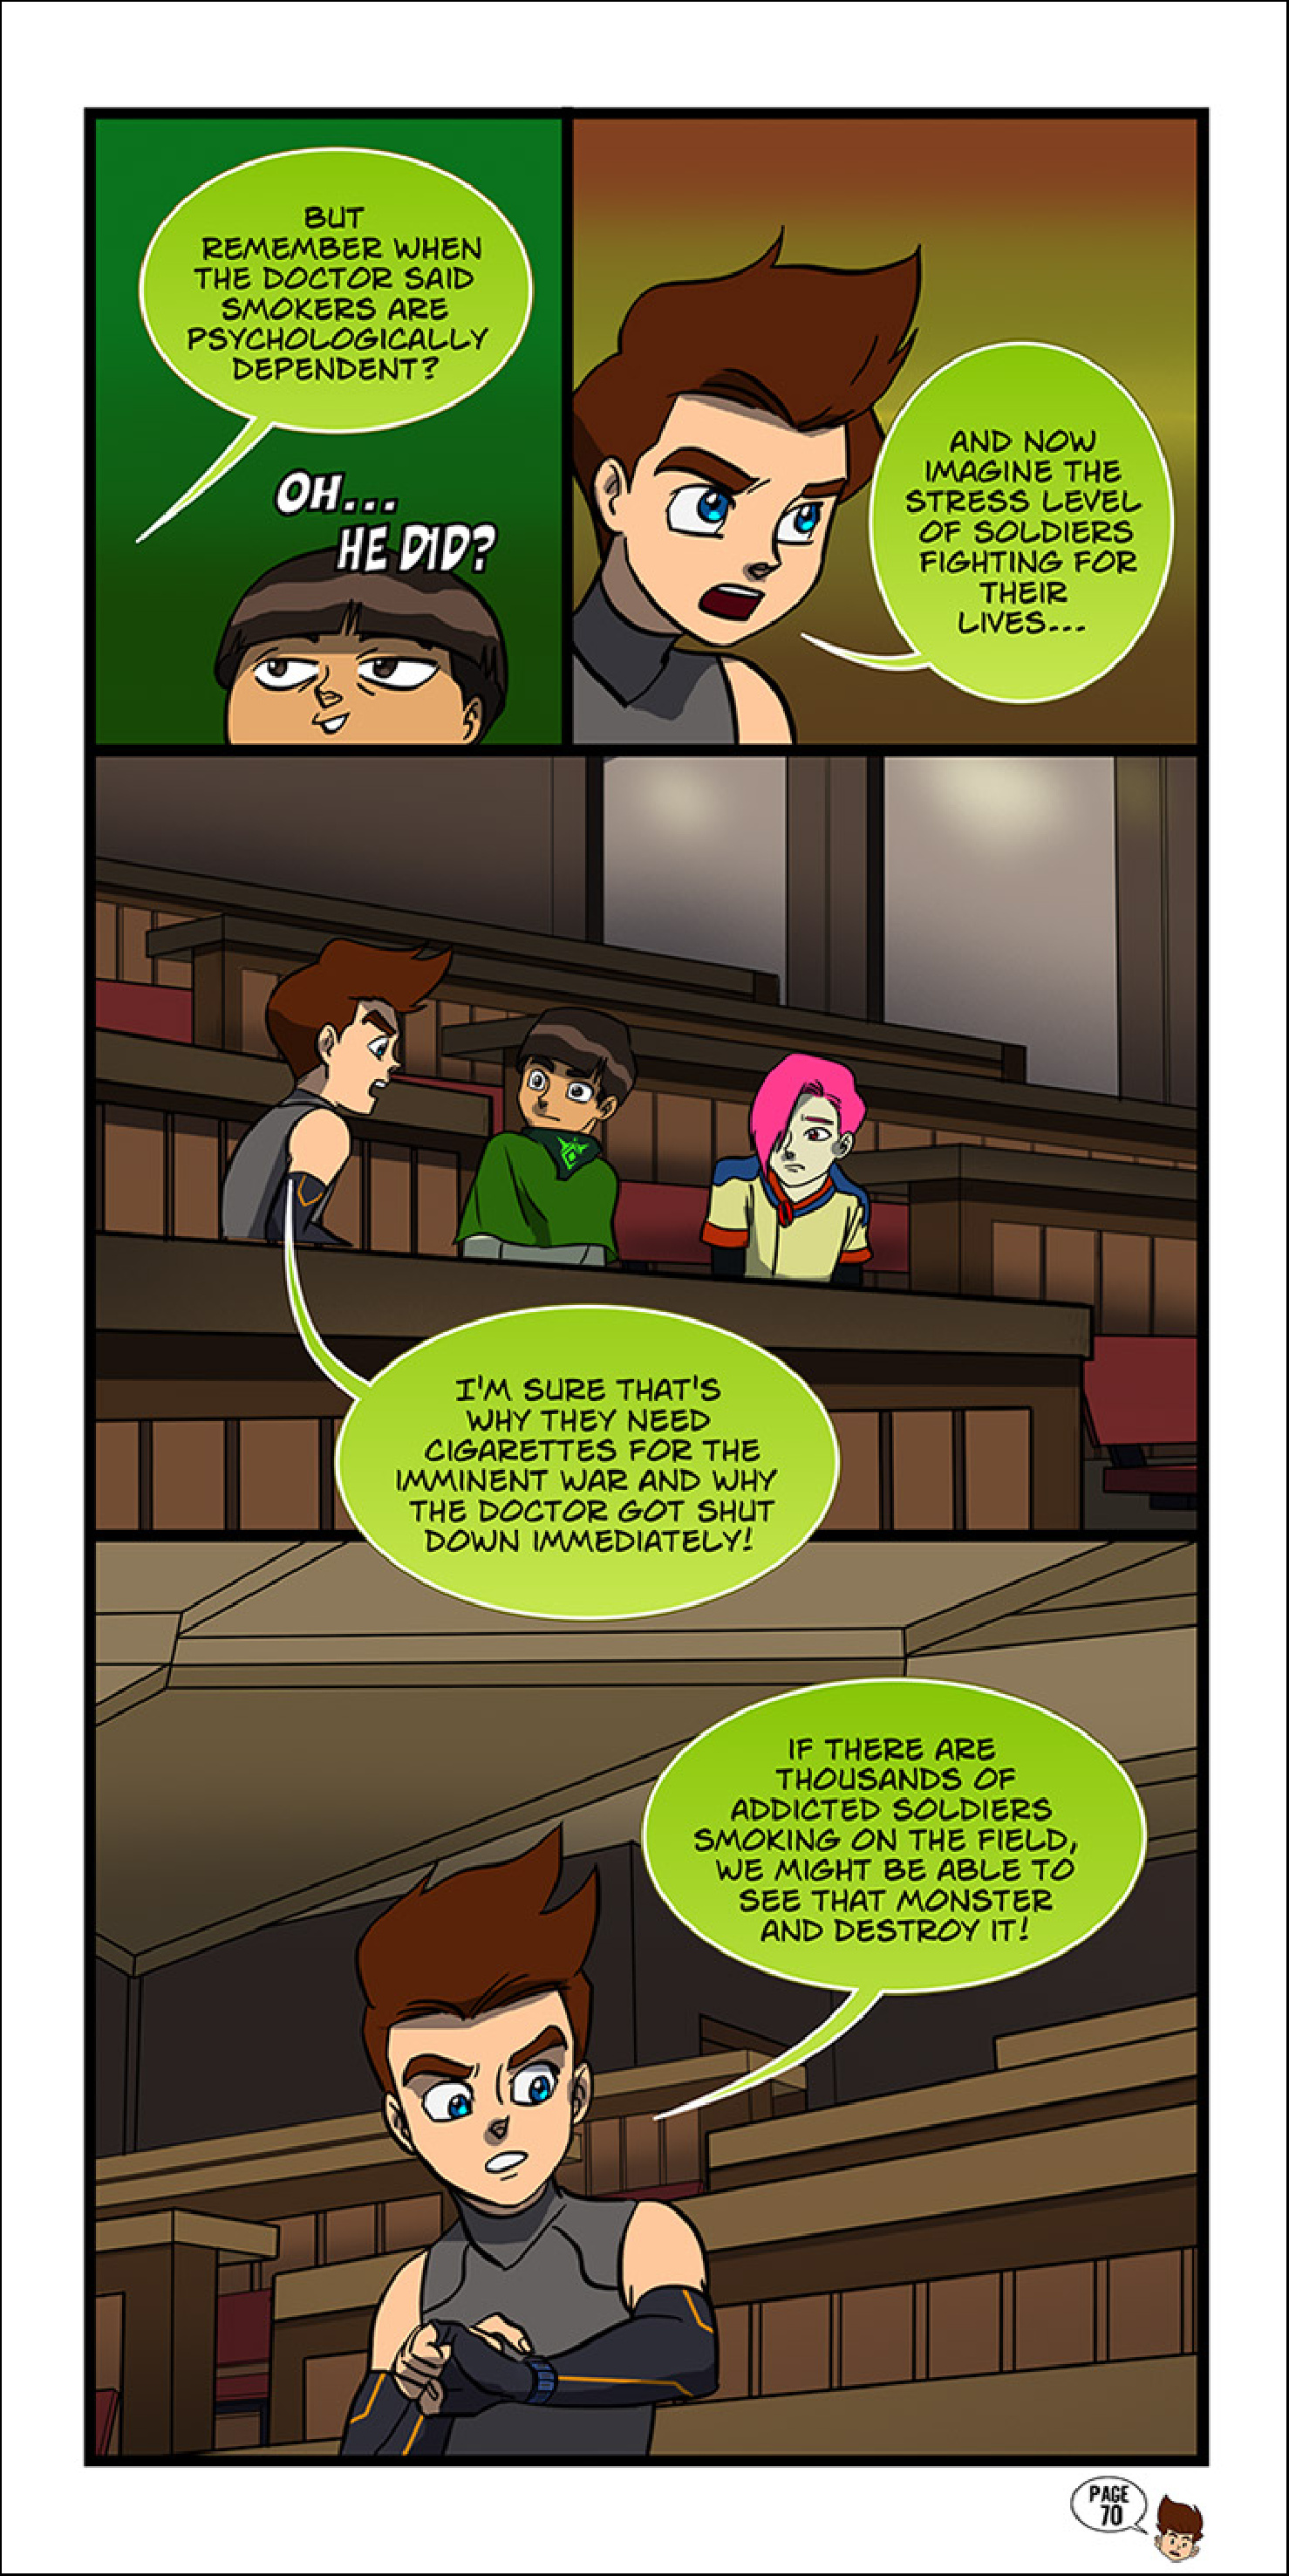 BUT
REMEMBER WHEN
THE DOCTOR SAID
SMOKERS ARE
PSYCHOLOGICALLY
DEPENDENT?
OH...
HE DID?
AND NOW
IMAGINE THE
STRESS LEVEL
OF SOLDIERS
FIGHTING FOR
THEIR
LIVES...
I'M SURE THAT'S
WHY THEY NEED
CIGARETTES FOR THE
IMMINENT WAR AND WHY
THE DOCTOR GOT SHUT
DOWN IMMEDIATELY!
IF THERE ARE
THOUSANDS OF
ADDICTED SOLDIERS
SMOKING ON THE FIELD,
WE MIGHT BE ABLE TO
SEE THAT MONSTER
AND DESTROY IT!
PAGE
70